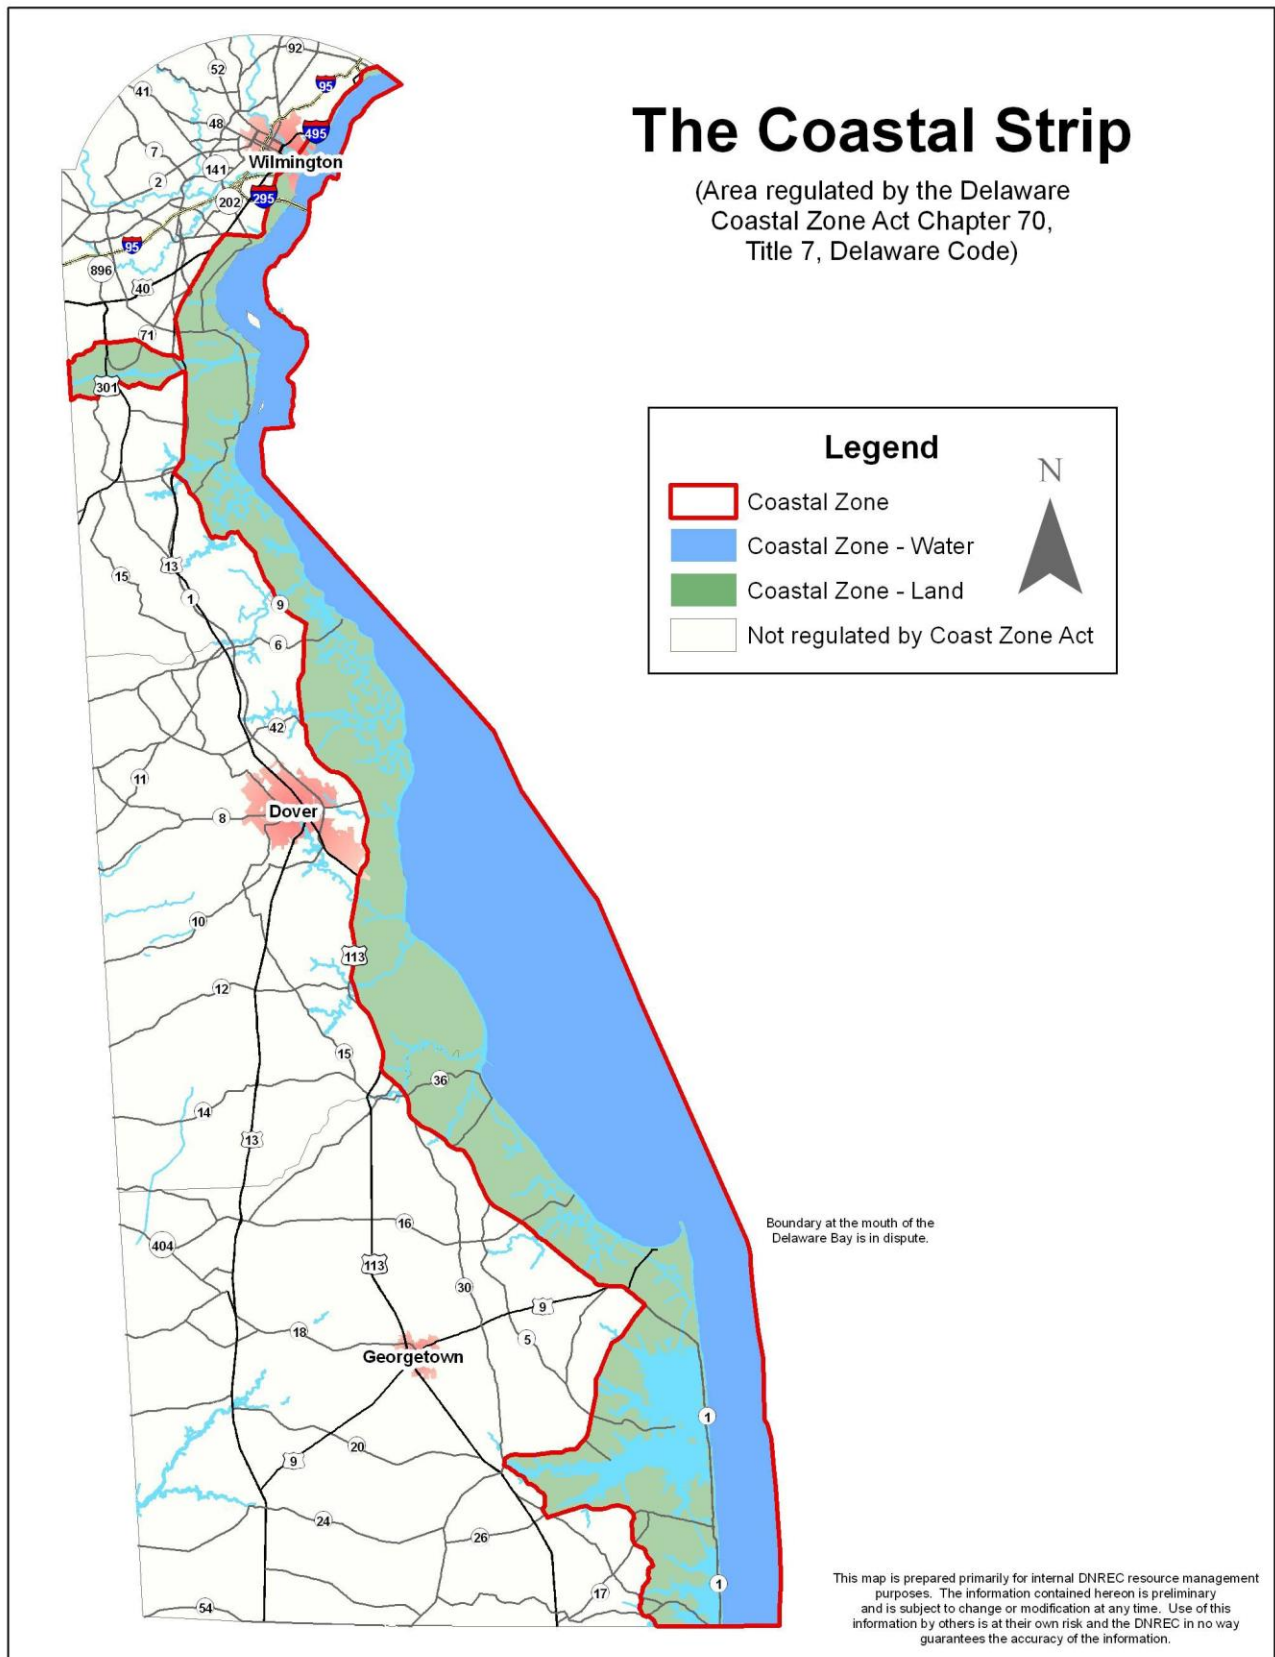 The Coastal Strip
(Area regulated by the Delaware
Coastal Zone Act Chapter 70,
Title 7, Delaware Code)
92
52
95
41
48
495
7
Wilmington
141
2
202
295
95
896
40
71
301
Legend
N
Coastal Zone
Coastal Zone - Water
Coastal Zone - Land
Not regulated by Coast Zone Act
13
15
1
9
6
42
11
Dover
8
10
113
12
15
36
14
13
Boundary at the mouth of the
Delaware Bay is in dispute.
16
404
113
30
9
18
5
Georgetown
1
20
9
24
26
1
17
54
This map is prepared primarily for internal DNREC resource management
purposes. The information contained hereon is preliminary
and is subject to change or modification at any time. Use of this
information by others is at their own risk and the DNREC in no way
guarantees the accuracy of the information.